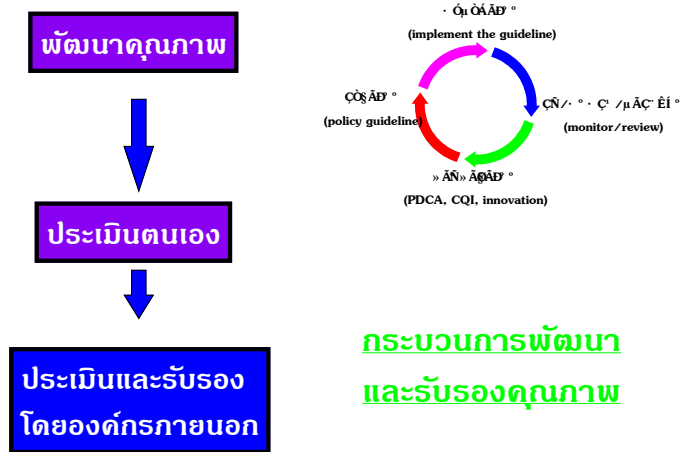 พัฒนาคุณภาพ
ประเมินตนเอง
ประเมินและรับรอง
โดยองค์กรภายนอก
(implement the guideline)
(policy guideline)
(monitor/review)
(PDCA, CQI, innovation)
กระบวนการพัฒนา
และรับรองคุณภาพ